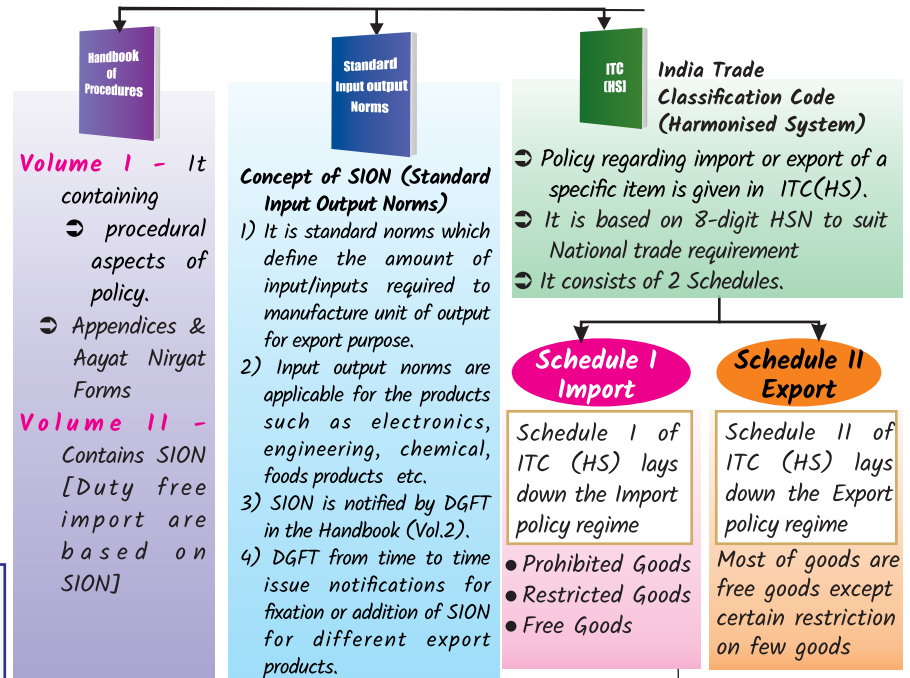 Handbook
of
Procedures
Volume I - It
containing
➲ procedural
aspects of
policy.
➲ Appendices &
Aayat Niryat
Forms
Volume II -
Contains SION
[Duty free
import are
based on
SION]
Standard
Input output
Norms
Concept of SION (Standard
Input Output Norms)
1) It is standard norms which
define the amount of
input/inputs required to
manufacture unit of output
for export purpose.
2) Input output norms are
applicable for the products
such as electronics,
engineering, chemical,
foods products etc.
3) SION is notified by DGFT
in the Handbook (Vol.2).
4) DGFT from time to time
issue notifications for
fixation or addition of SION
for different export
products.
ITC
(HS]
India Trade
Classification Code
(Harmonised System)
➲ Policy regarding import or export of a
specific item is given in ITC(HS).
➲ It is based on 8-digit HSN to suit
National trade requirement
➲ It consists of 2 Schedules.
Schedule I
Import
Schedule I of
ITC (HS) lays
down the Import
policy regime
● Prohibited Goods
● Restricted Goods
● Free Goods
Schedule II
Export
Schedule II of
ITC (HS) lays
down the Export
policy regime
Most of goods are
free goods except
certain restriction
on few goods